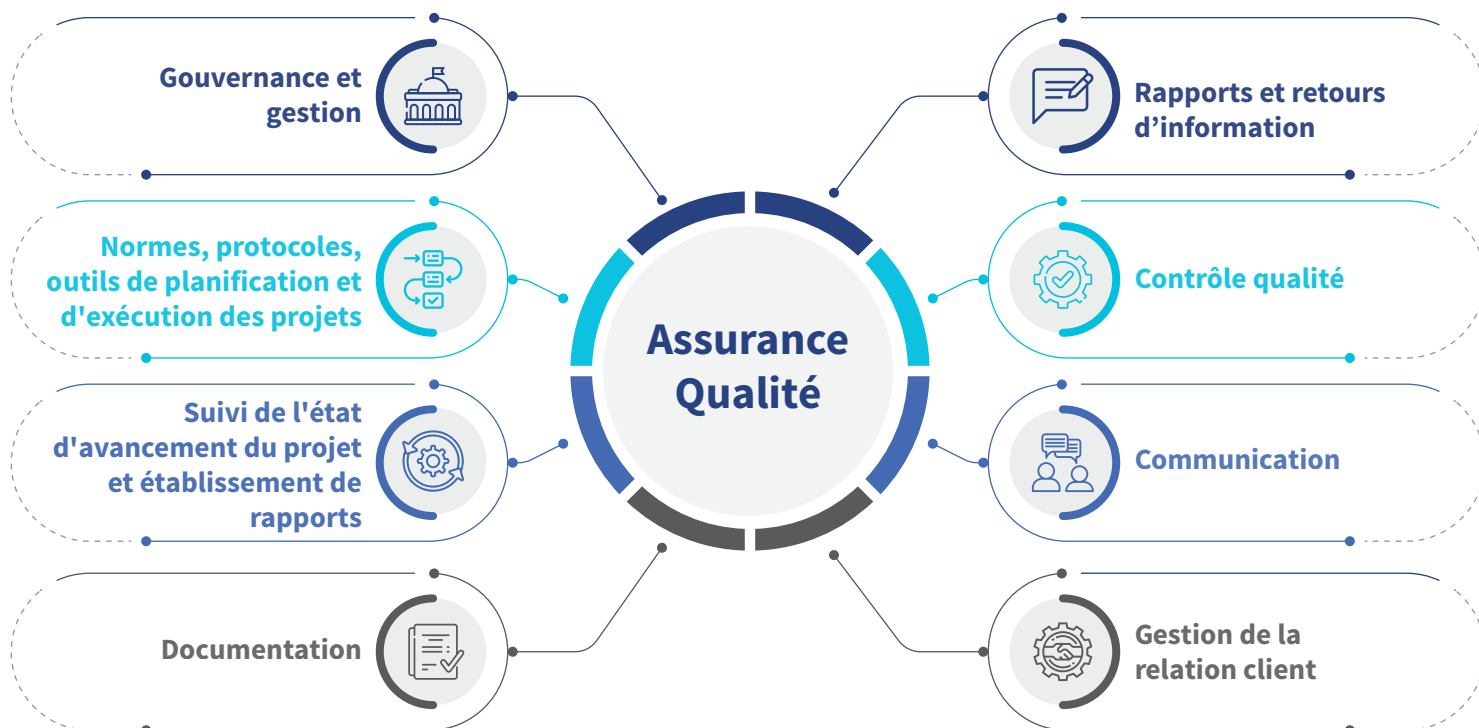 Gouvernance et
gestion
Normes, protocoles,
outils de planification et
d'exécution des projets
Suivi de l'état
d'avancement du projet
et établissement de
rapports
Documentation
Assurance
Qualité
Rapports et retours
d’information
Contrôle qualité
Communication
Gestion de la
relation client